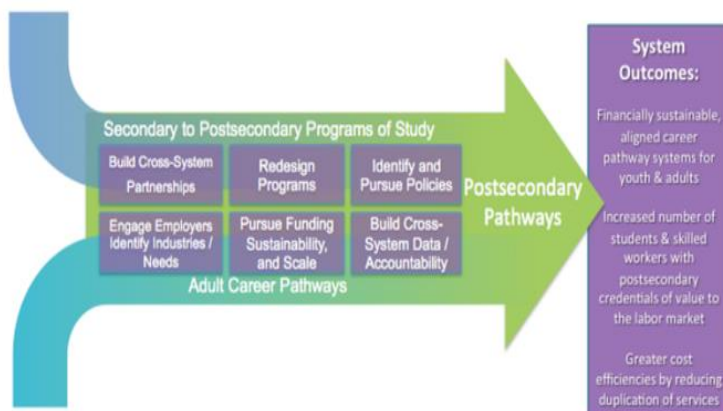 Secondary to Postsecondary Programs of Study
Build Cross-System
Partnerships
Redesign
Programs
Identify and
Pursue Policies
Engage Employers
Identify Industries /
Needs
Pursue Funding
Sustainability,
and Scale
Build Cross-
System Data /
Accountability
Adult Career Pathways
Postsecondary
Pathways
System
Outcomes:
Financially sustainable,
aligned career
pathway systems for
youth & adults
Increased number of
students & skilled
workers with
postsecondary
credentials of value to
the labor market
Greater cost
efficiencies by reducing
duplication of services